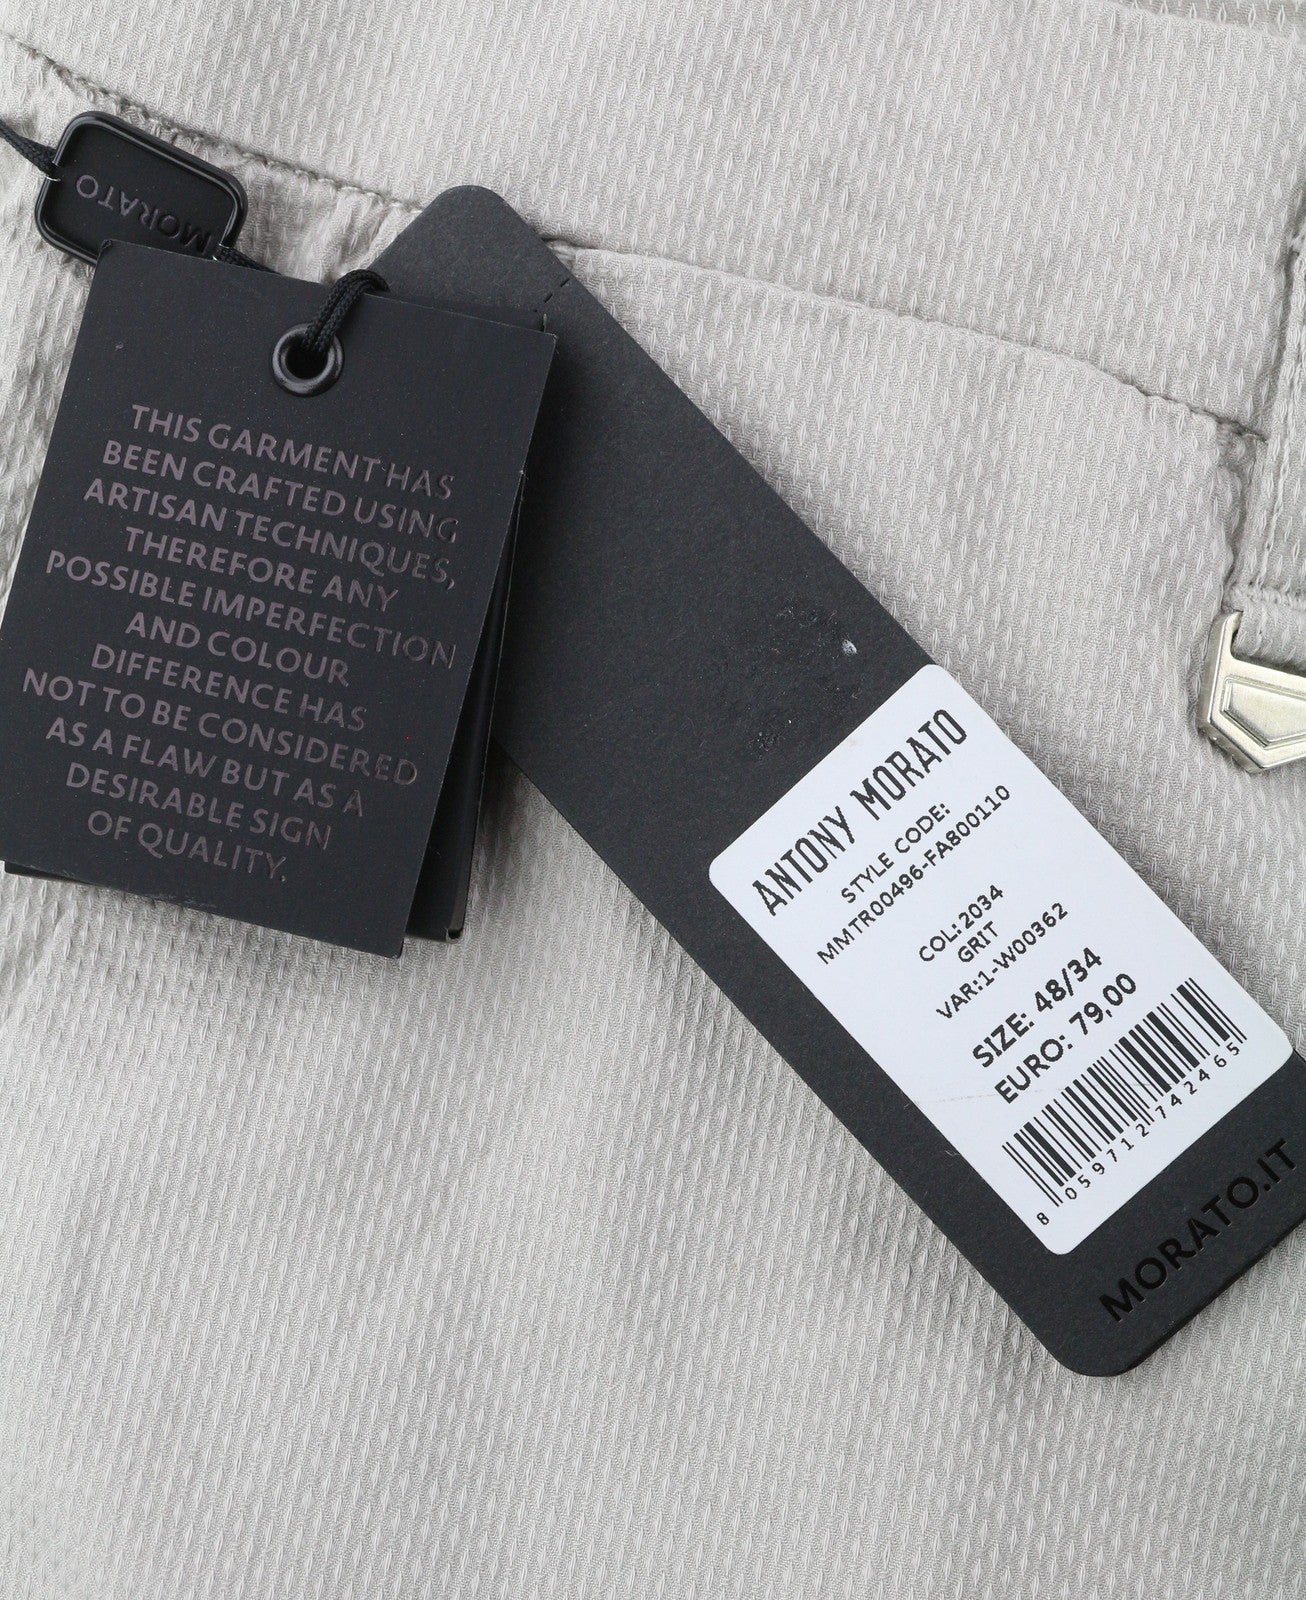 MORATO
THIS GARMENT HAS
BEEN CRAFTED USING
ARTISAN TECHNIQUES,
THEREFORE ANY
POSSIBLE IMPERFECTION
AND COLOUR
DIFFERENCE HAS
NOT TO BE CONSIDERED
AS A FLAW BUT AS A
DESIRABLE SIGN
OF QUALITY.
ANTONY MORATO
STYLE CODE:
MMTR00496-FA800110
COL:2034
GRIT
VAR:1-W00362
SIZE: 48/34
EURO: 79,00
8 059712 742465
MORATO.IT